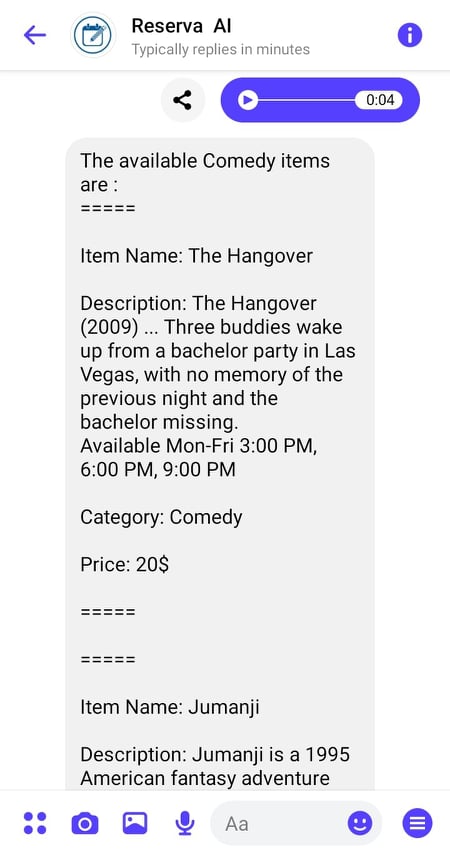 Reserva AI
Typically replies in minutes
0:04
The available Comedy items
are :
=====
Item Name: The Hangover
Description: The Hangover
(2009) ... Three buddies wake
up from a bachelor party in Las
Vegas, with no memory of the
previous night and the
bachelor missing.
Available Mon-Fri 3:00 PM,
6:00 PM, 9:00 PM
Category: Comedy
Price: 20$
=====
=====
Item Name: Jumanji
Description: Jumanji is a 1995
American fantasy adventure
Aa